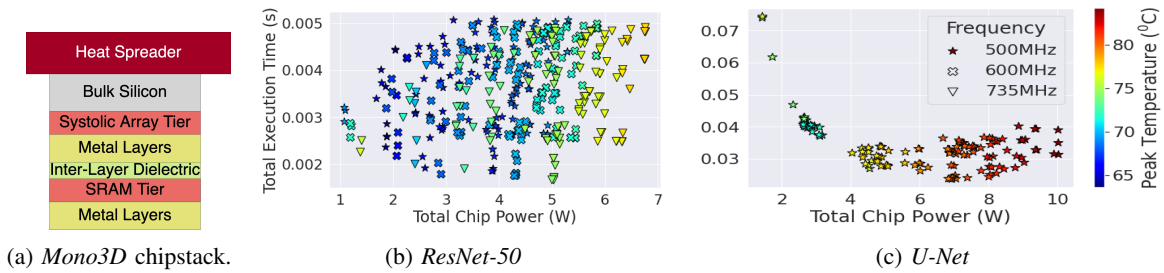 Heat Spreader
Bulk Silicon
Systolic Array Tier
Metal Layers
Inter-Layer Dielectric
SRAM Tier
Metal Layers
(a) Mono3D chipstack.
Total Execution Time (s)
0.005
0.004
0.003
0.002
1 2 3 4 5 6 7
Total Chip Power (W)
(b) ResNet-50
0.07
0.06
0.05
0.04
0.03
2 4 6 8 10
Total Chip Power (W)
Frequency
500MHz
600MHz
735MHz
(c) U-Net
80
75
70
65
Peak Temperature (⁰C)